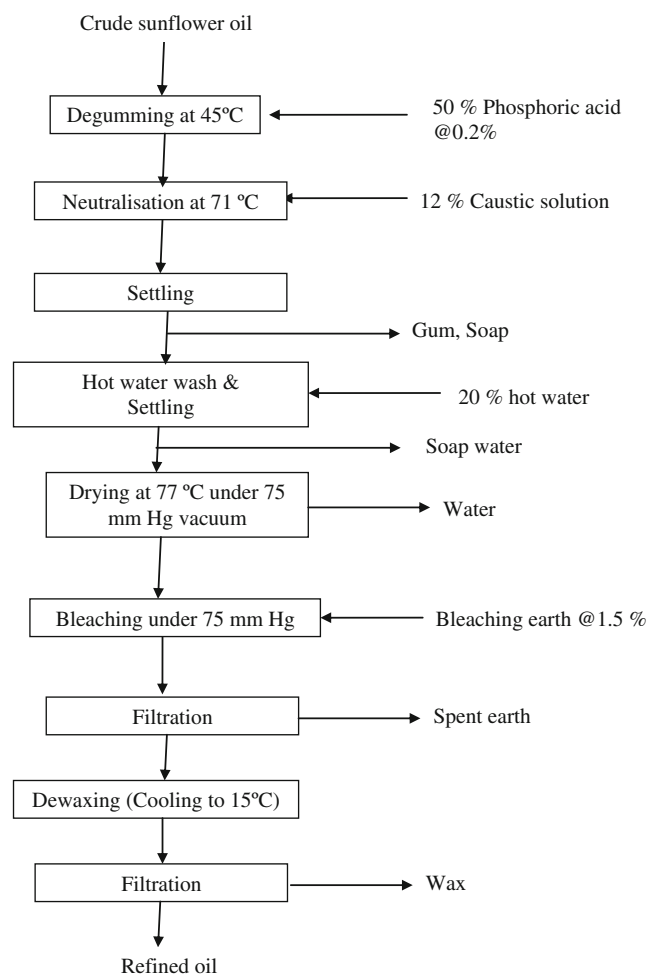 Crude sunflower oil
Degumming at 45ºC
50 % Phosphoric acid
@0.2%
Neutralisation at 71 ºC
12 % Caustic solution
Settling
Gum, Soap
Hot water wash &
Settling
20 % hot water
Soap water
Drying at 77 ºC under 75
mm Hg vacuum
Water
Bleaching under 75 mm Hg
Bleaching earth @1.5 %
Filtration
Spent earth
Dewaxing (Cooling to 15ºC)
Filtration
Wax
Refined oil